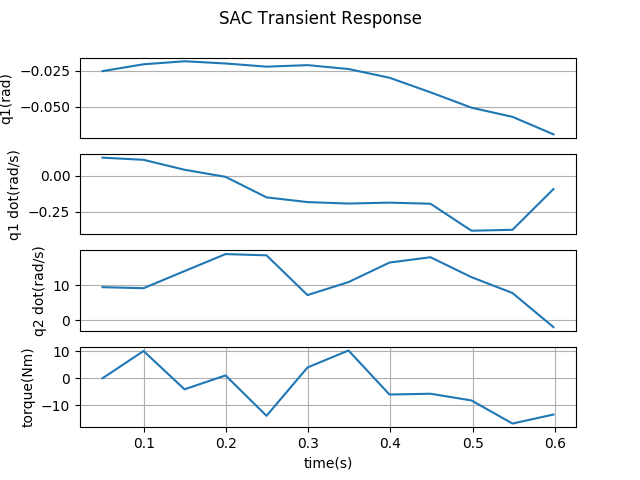 SAC Transient Response
q1(rad)
−0.025
−0.050
q1 dot(rad/s)
0.00
−0.25
q2 dot(rad/s)
10
0
torque(Nm)
10
0
−10
0.1 0.2 0.3 0.4 0.5 0.6
time(s)